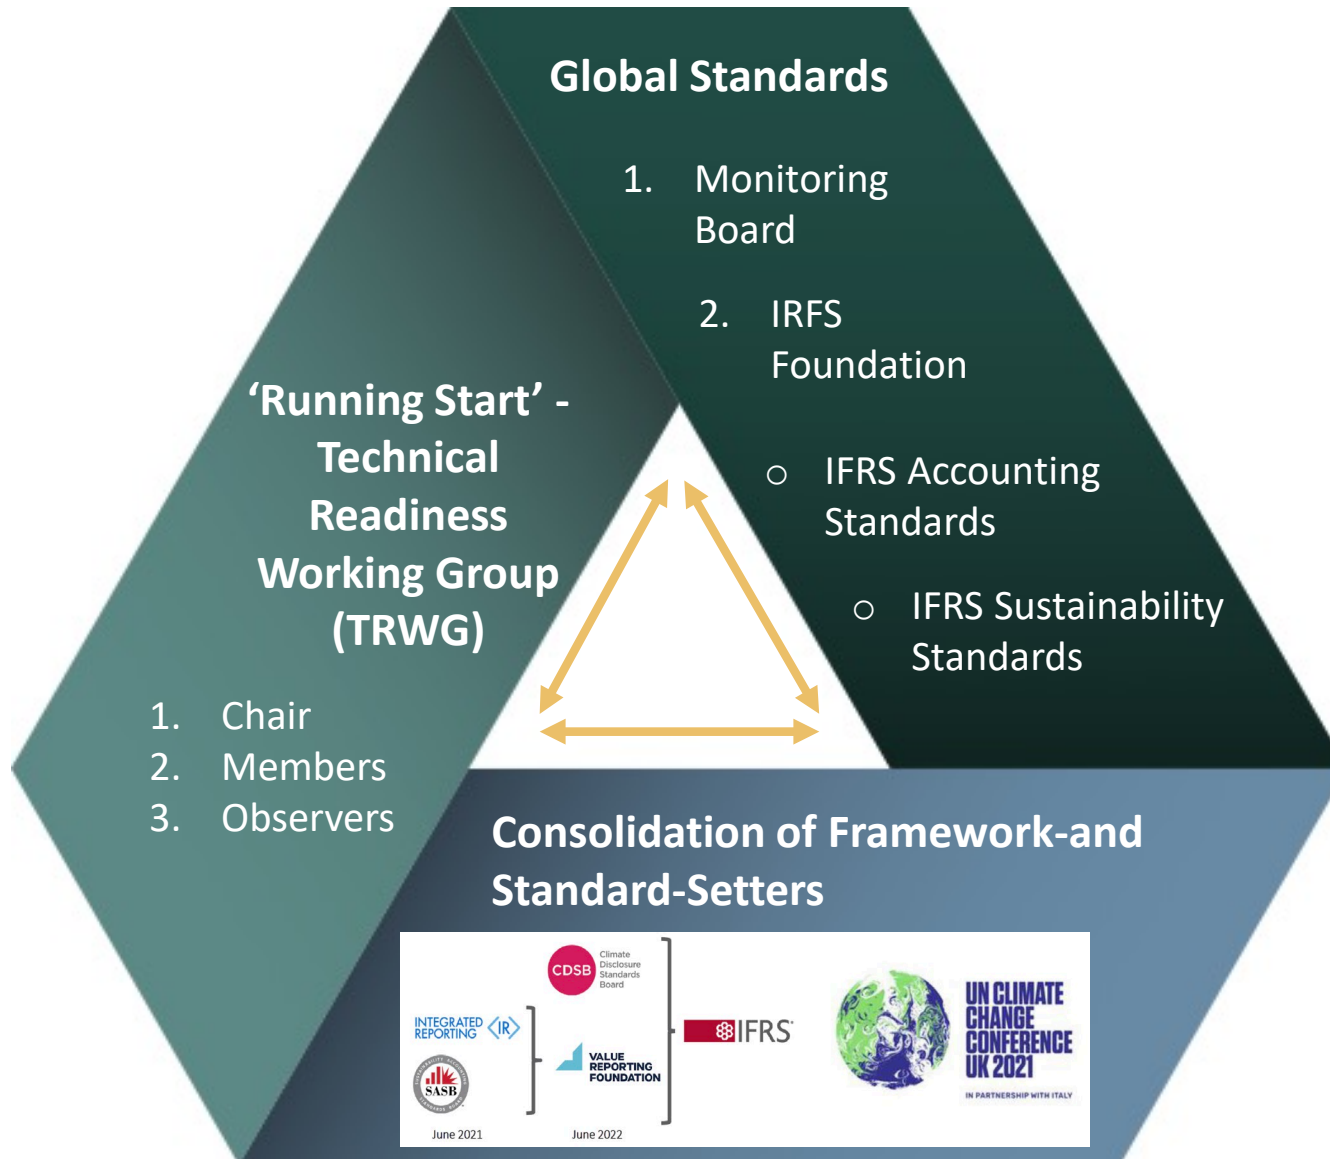 Global Standards
1. Monitoring
Board
2. IRFS
Foundation
o IFRS Accounting
Standards
o IFRS Sustainability
Standards
‘Running Start’ -
Technical
Readiness
Working Group
(TRWG)
1. Chair
2. Members
3. Observers
Consolidation of Framework-and
Standard-Setters
CDSB
Climate
Disclosure
Standards
Board
INTEGRATED
REPORTING
<IR>
SASB
VALUE
REPORTING
FOUNDATION
IFRS
June 2021
June 2022
UN CLIMATE
CHANGE
CONFERENCE
UK 2021
IN PARTNERSHIP WITH ITALY